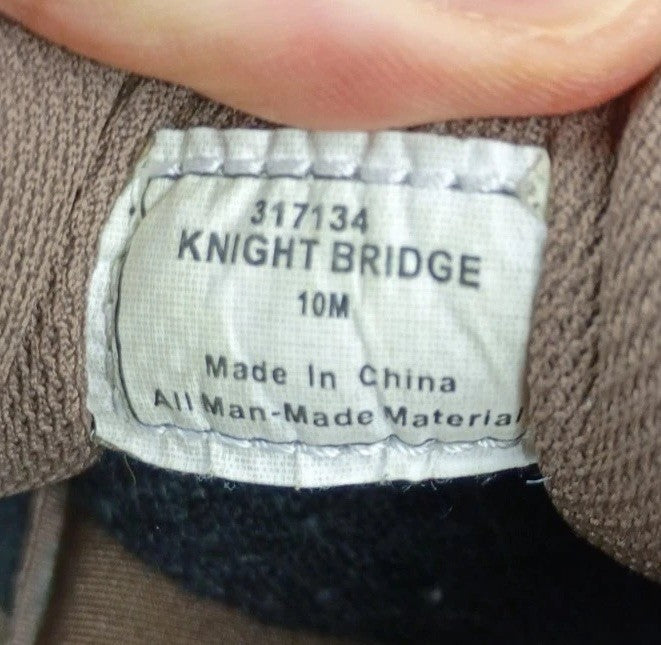 317134
KNIGHT BRIDGE
10M
Made In China
All Man-Made Material